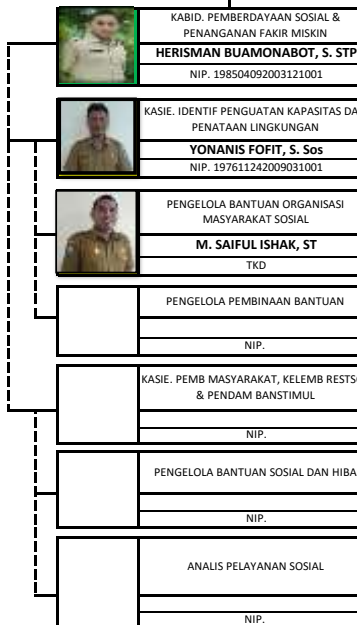 KABID. PEMBERDAYAAN SOSIAL &
PENANGANAN FAKIR MISKIN
HERISMAN BUAMONABOT, S. STP
NIP. 198504092003121001
KASIE. IDENTIF PENGUATAN KAPASITAS DA
PENATAAN LINGKUNGAN
YONANIS FOFIT, S. Sos
NIP. 197611242009031001
PENGELOLA BANTUAN ORGANISASI
MASYARAKAT SOSIAL
M. SAIFUL ISHAK, ST
TKD
PENGELOLA PEMBINAAN BANTUAN
NIP.
KASIE. PEMB MASYARAKAT, KELEMB RESTS
& PENDAM BANSTIMUL
NIP.
PENGELOLA BANTUAN SOSIAL DAN HIBA
NIP.
ANALIS PELAYANAN SOSIAL
NIP.